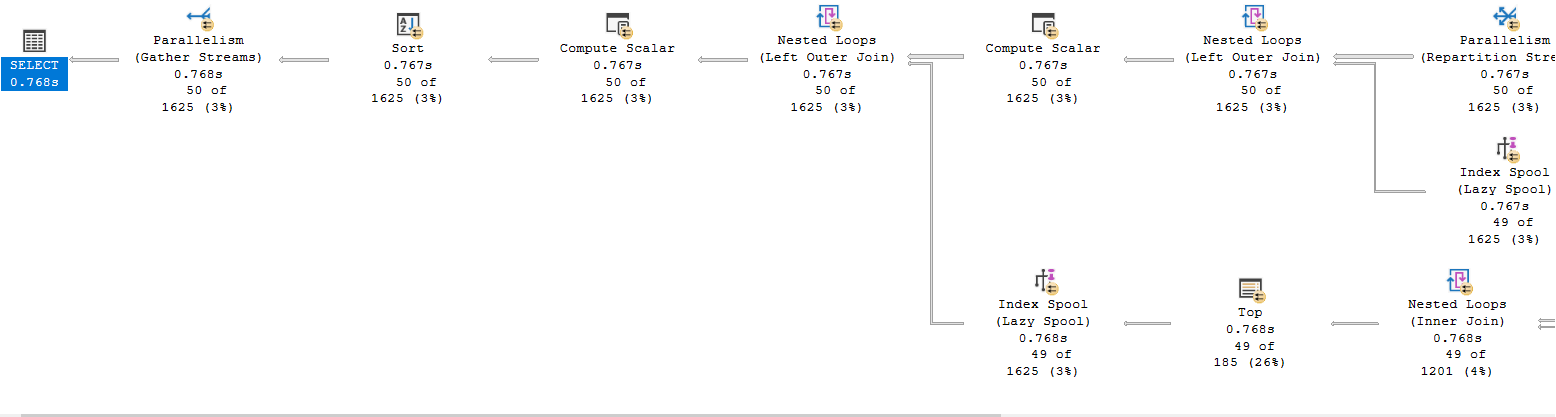 SELECT
0.768s
Parallelism
(Gather Streams)
0.768s
50 of
1625 (3%)
Sort
0.767s
50 of
1625 (3%)
Compute Scalar
0.767s
50 of
1625 (3%)
Nested Loops
(Left Outer Join)
0.767s
50 of
1625 (3%)
Compute Scalar
0.767s
50 of
1625 (3%)
Nested Loops
(Left Outer Join)
0.767s
50 of
1625 (3%)
Parallelism
(Repartition Stre
0.767s
50 of
1625 (3%)
Index Spool
(Lazy Spool)
0.767s
49 of
1625 (3%)
Index Spool
(Lazy Spool)
0.768s
49 of
1625 (3%)
Top
0.768s
49 of
185 (26%)
Nested Loops
(Inner Join)
0.768s
49 of
1201 (4%)